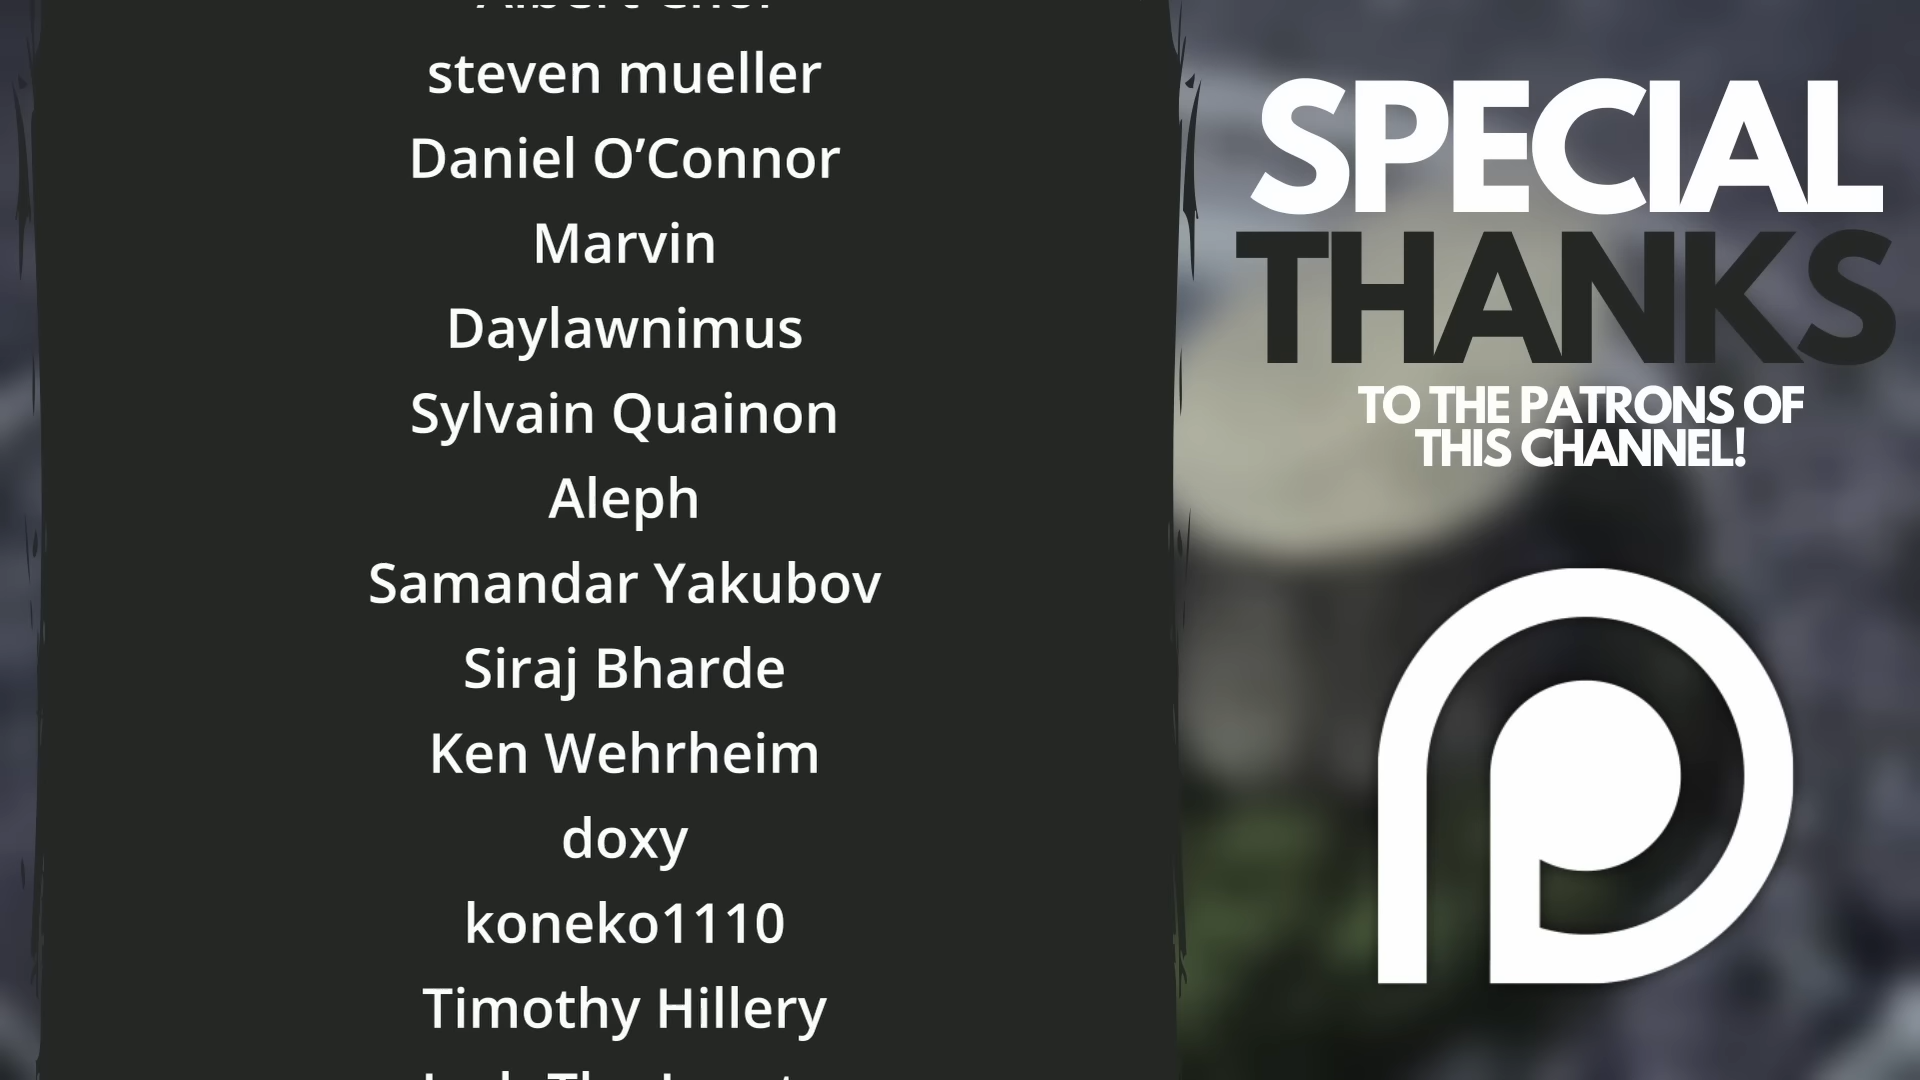 steven mueller
Daniel O’Connor
Marvin
Daylawnimus
Sylvain Quainon
Aleph
Samandar Yakubov
Siraj Bharde
Ken Wehrheim
doxy
koneko1110
Timothy Hillery
SPECIAL
THANKS
TO THE PATRONS OF
THIS CHANNEL!